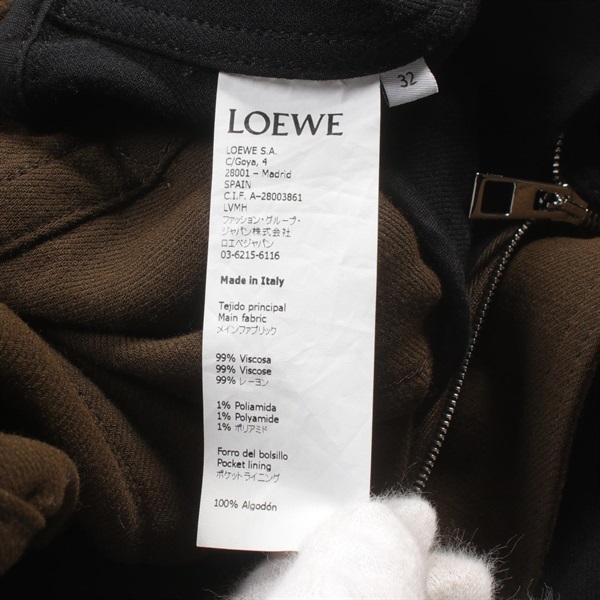 32
LOEWE
LOEWE S.A.
C/Goya, 4
28001 - Madrid
SPAIN
C.I.F. A-28003861
LVMH
ファッション・グループ・
ジャパン株式会社
ロエベジャパン
03-6215-6116
Made in Italy
Tejido principal
Main fabric
メインファブリック
99% Viscosa
99% Viscose
99% レーヨン
1% Poliamida
1% Polyamide
1% ポリアミド
Forro del bolsillo
Pocket lining
ポケットライニング
100% Algodón